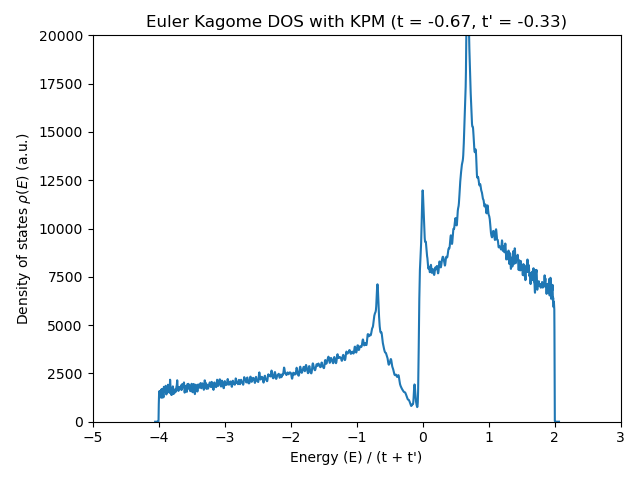 Euler Kagome DOS with KPM (t = -0.67, t' = -0.33)
Density of states ρ(E) (a.u.)
20000
17500
15000
12500
10000
7500
5000
2500
0
−5 −4 −3 −2 −1 0 1 2 3
Energy (E) / (t + t')